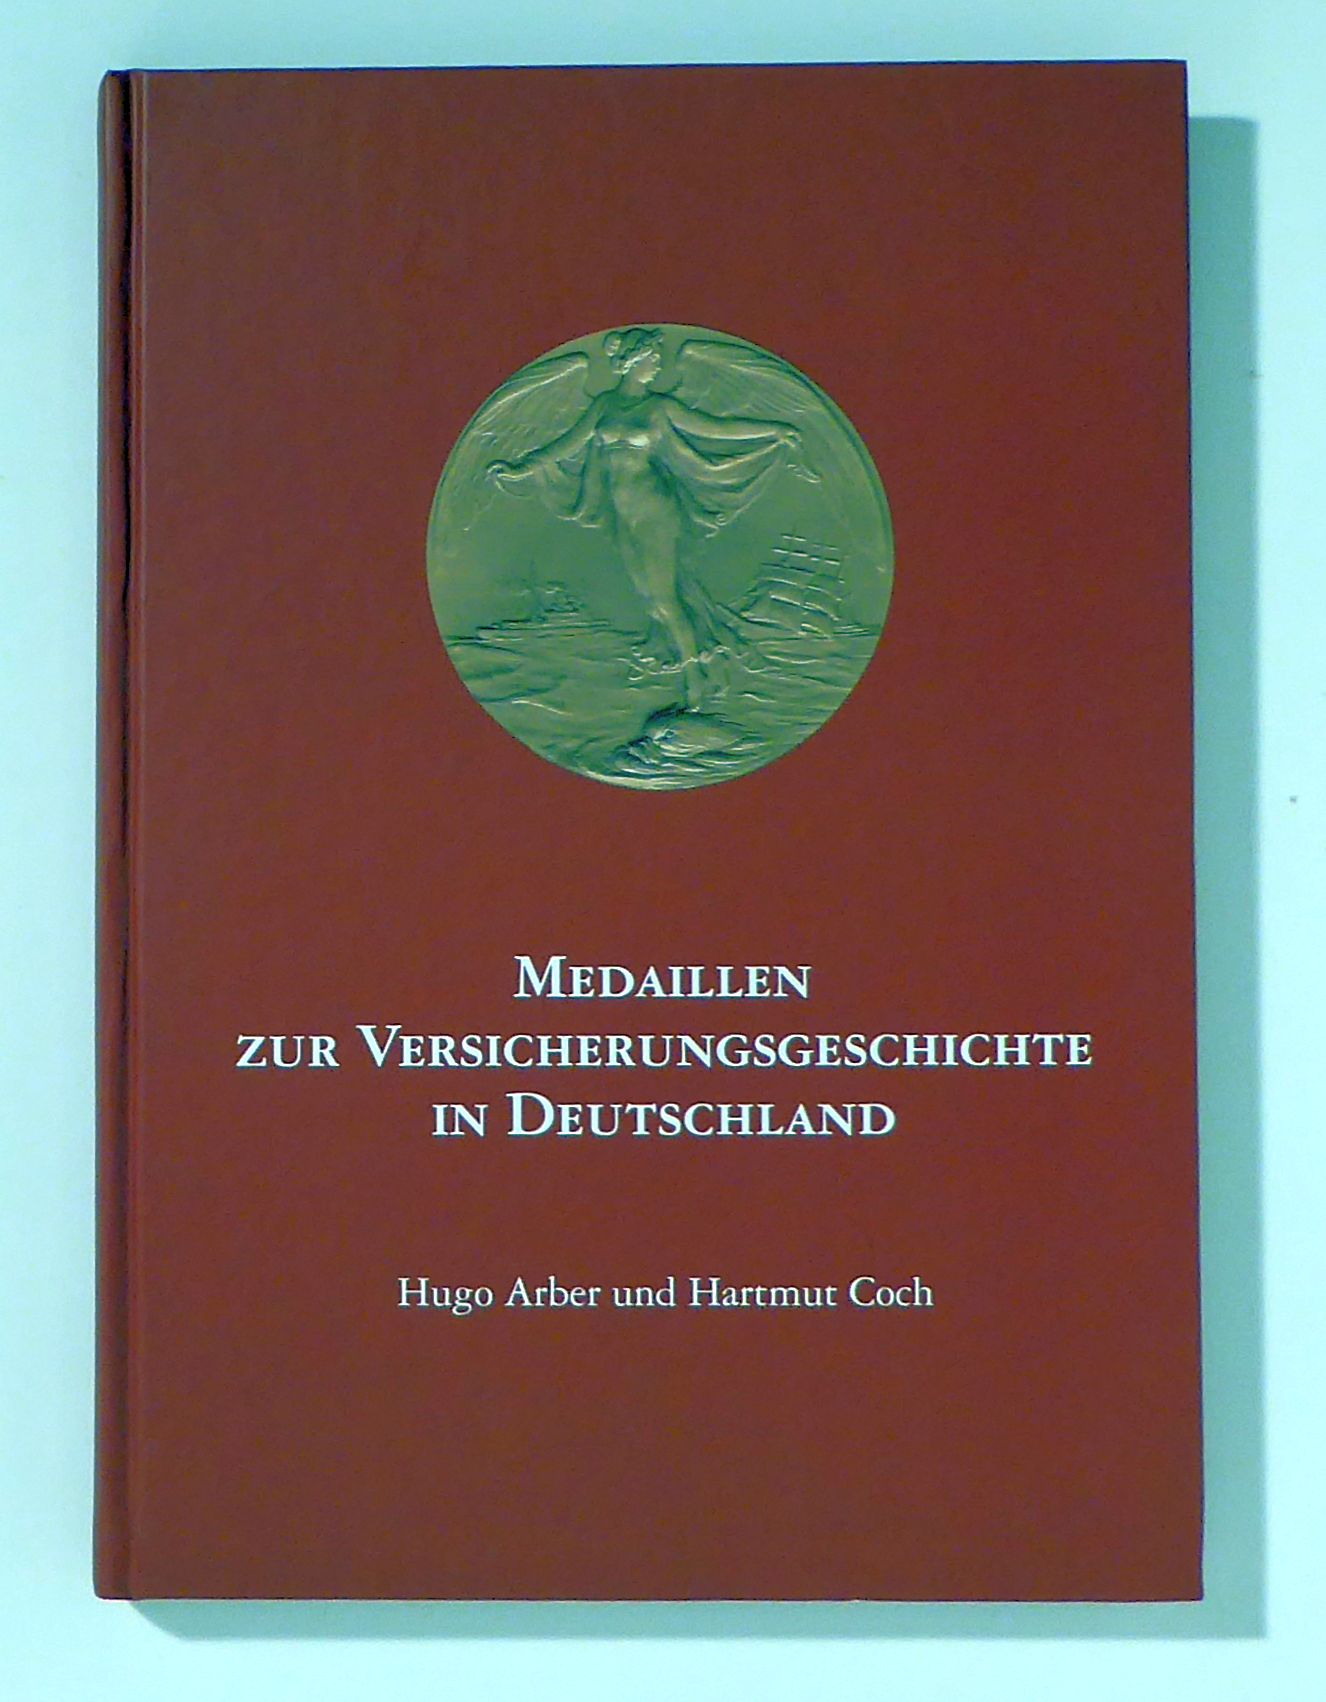 MEDAILLEN
ZUR VERSICHERUNGSGESCHICHTE
IN DEUTSCHLAND
Hugo Arber und Hartmut Coch